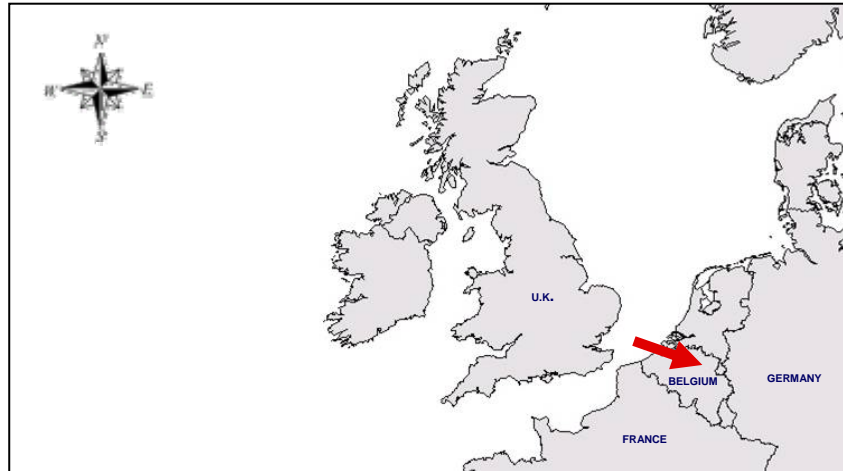 N
W
E
S
U.K.
BELGIUM
GERMANY
FRANCE